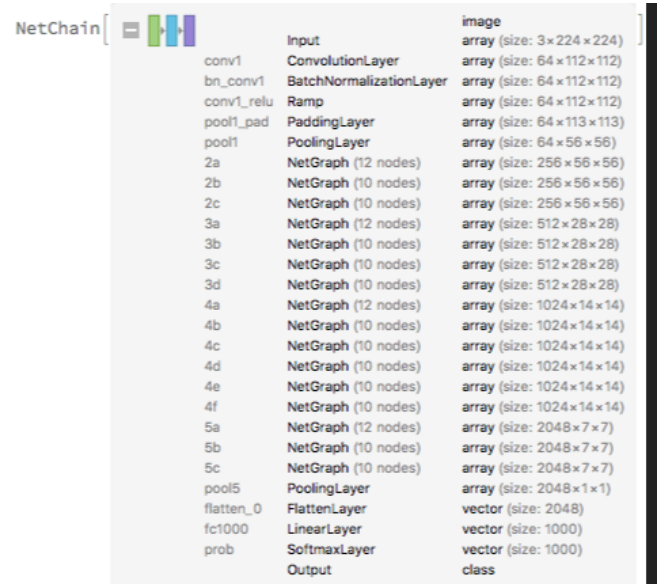 NetChain[
image
Input array (size: 3×224×224)
conv1 ConvolutionLayer array (size: 64×112×112)
bn_conv1 BatchNormalizationLayer array (size: 64×112×112)
conv1_relu Ramp array (size: 64×112×112)
pool1_pad PaddingLayer array (size: 64×113×113)
pool1 PoolingLayer array (size: 64×56×56)
2a NetGraph (12 nodes) array (size: 256×56×56)
2b NetGraph (10 nodes) array (size: 256×56×56)
2c NetGraph (10 nodes) array (size: 256×56×56)
3a NetGraph (12 nodes) array (size: 512×28×28)
3b NetGraph (10 nodes) array (size: 512×28×28)
3c NetGraph (10 nodes) array (size: 512×28×28)
3d NetGraph (10 nodes) array (size: 512×28×28)
4a NetGraph (12 nodes) array (size: 1024×14×14)
4b NetGraph (10 nodes) array (size: 1024×14×14)
4c NetGraph (10 nodes) array (size: 1024×14×14)
4d NetGraph (10 nodes) array (size: 1024×14×14)
4e NetGraph (10 nodes) array (size: 1024×14×14)
4f NetGraph (10 nodes) array (size: 1024×14×14)
5a NetGraph (12 nodes) array (size: 2048×7×7)
5b NetGraph (10 nodes) array (size: 2048×7×7)
5c NetGraph (10 nodes) array (size: 2048×7×7)
pool5 PoolingLayer array (size: 2048×1×1)
flatten_0 FlattenLayer vector (size: 2048)
fc1000 LinearLayer vector (size: 1000)
prob SoftmaxLayer vector (size: 1000)
Output class
]